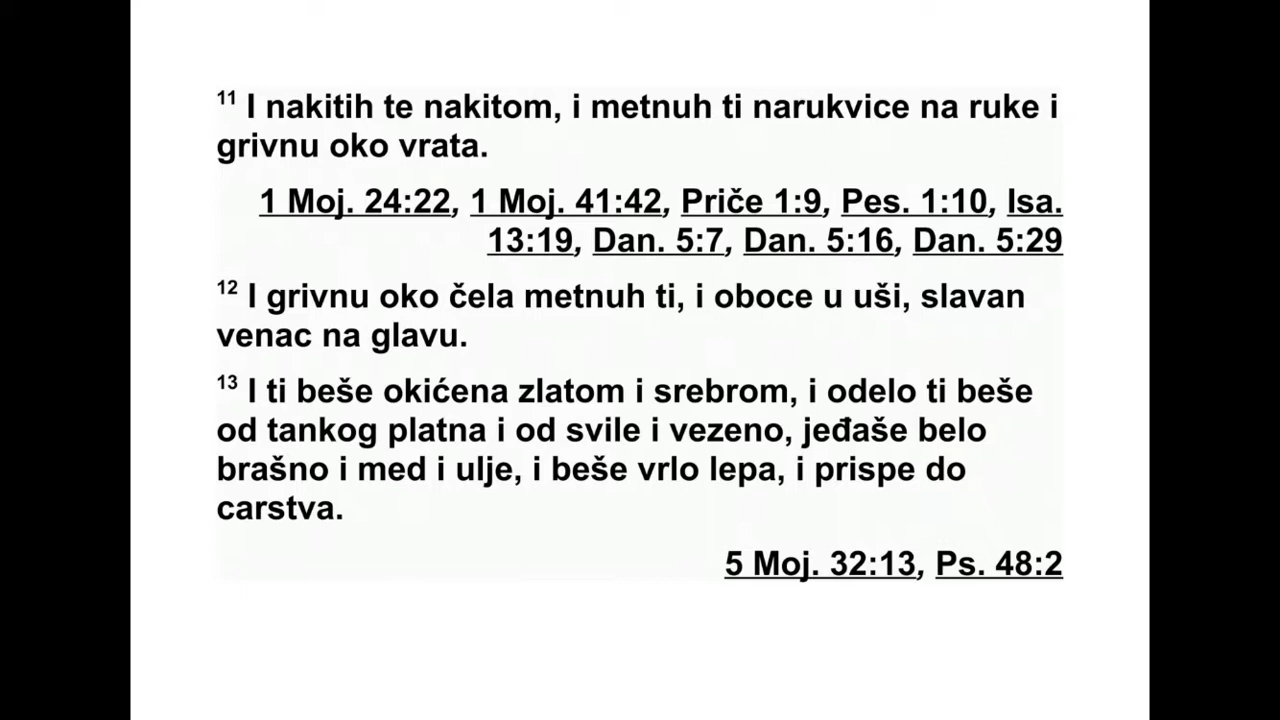 11 I nakitih te nakitom, i metnuh ti narukvice na ruke i
grivnu oko vrata.
1 Moj. 24:22, 1 Moj. 41:42, Priče 1:9, Pes. 1:10, Isa.
13:19, Dan. 5:7, Dan. 5:16, Dan. 5:29
12 I grivnu oko čela metnuh ti, i oboce u uši, slavan
venac na glavu.
13 I ti beše okićena zlatom i srebrom, i odelo ti beše
od tankog platna i od svile i vezeno, jeđaše belo
brašno i med i ulje, i beše vrlo lepa, i prispe do
carstva.
5 Moj. 32:13, Ps. 48:2